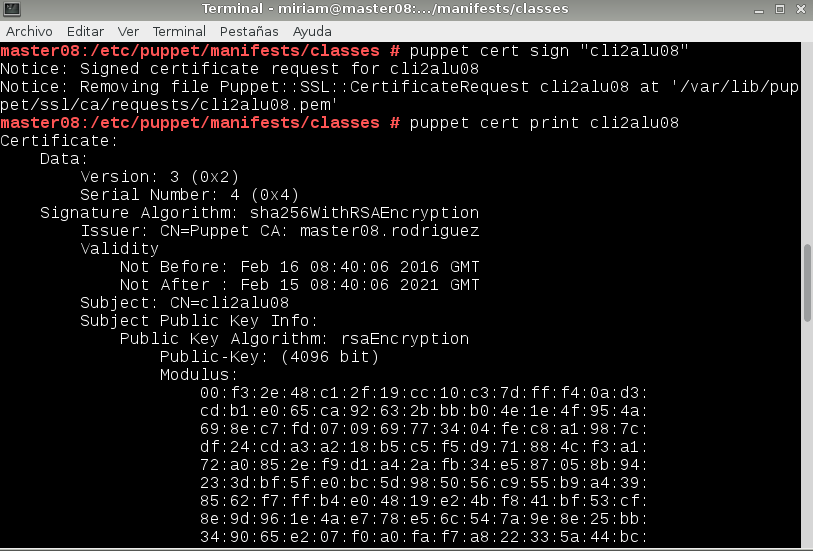 Terminal - miriam@master08:.../manifests/classes
Archivo Editar Ver Terminal Pestañas Ayuda
master08:/etc/puppet/manifests/classes # puppet cert sign "cli2alu08"
Notice: Signed certificate request for cli2alu08
Notice: Removing file Puppet::SSL::CertificateRequest cli2alu08 at '/var/lib/pup
pet/ssl/ca/requests/cli2alu08.pem'
master08:/etc/puppet/manifests/classes # puppet cert print cli2alu08
Certificate:
    Data:
        Version: 3 (0x2)
        Serial Number: 4 (0x4)
    Signature Algorithm: sha256WithRSAEncryption
        Issuer: CN=Puppet CA: master08.rodriguez
        Validity
            Not Before: Feb 16 08:40:06 2016 GMT
            Not After : Feb 15 08:40:06 2021 GMT
        Subject: CN=cli2alu08
        Subject Public Key Info:
            Public Key Algorithm: rsaEncryption
                Public-Key: (4096 bit)
                Modulus:
                    00:f3:2e:48:c1:2f:19:cc:10:c3:7d:ff:f4:0a:d3:
                    cd:b1:e0:65:ca:92:63:2b:bb:b0:4e:1e:4f:95:4a:
                    69:8e:c7:fd:07:09:69:77:34:04:fe:c8:a1:98:7c:
                    df:24:cd:a3:a2:18:b5:c5:f5:d9:71:88:4c:f3:a1:
                    72:a0:85:2e:f9:d1:a4:2a:fb:34:e5:87:05:8b:94:
                    23:3d:bf:5f:e0:bc:5d:98:50:56:c9:55:b9:a4:39:
                    85:62:f7:ff:b4:e0:48:19:e2:4b:f8:41:bf:53:cf:
                    8e:9d:96:1e:4a:e7:78:e5:6c:54:7a:9e:8e:25:bb:
                    34:90:65:e2:07:f0:a0:fa:f7:a8:22:33:5a:44:bc: